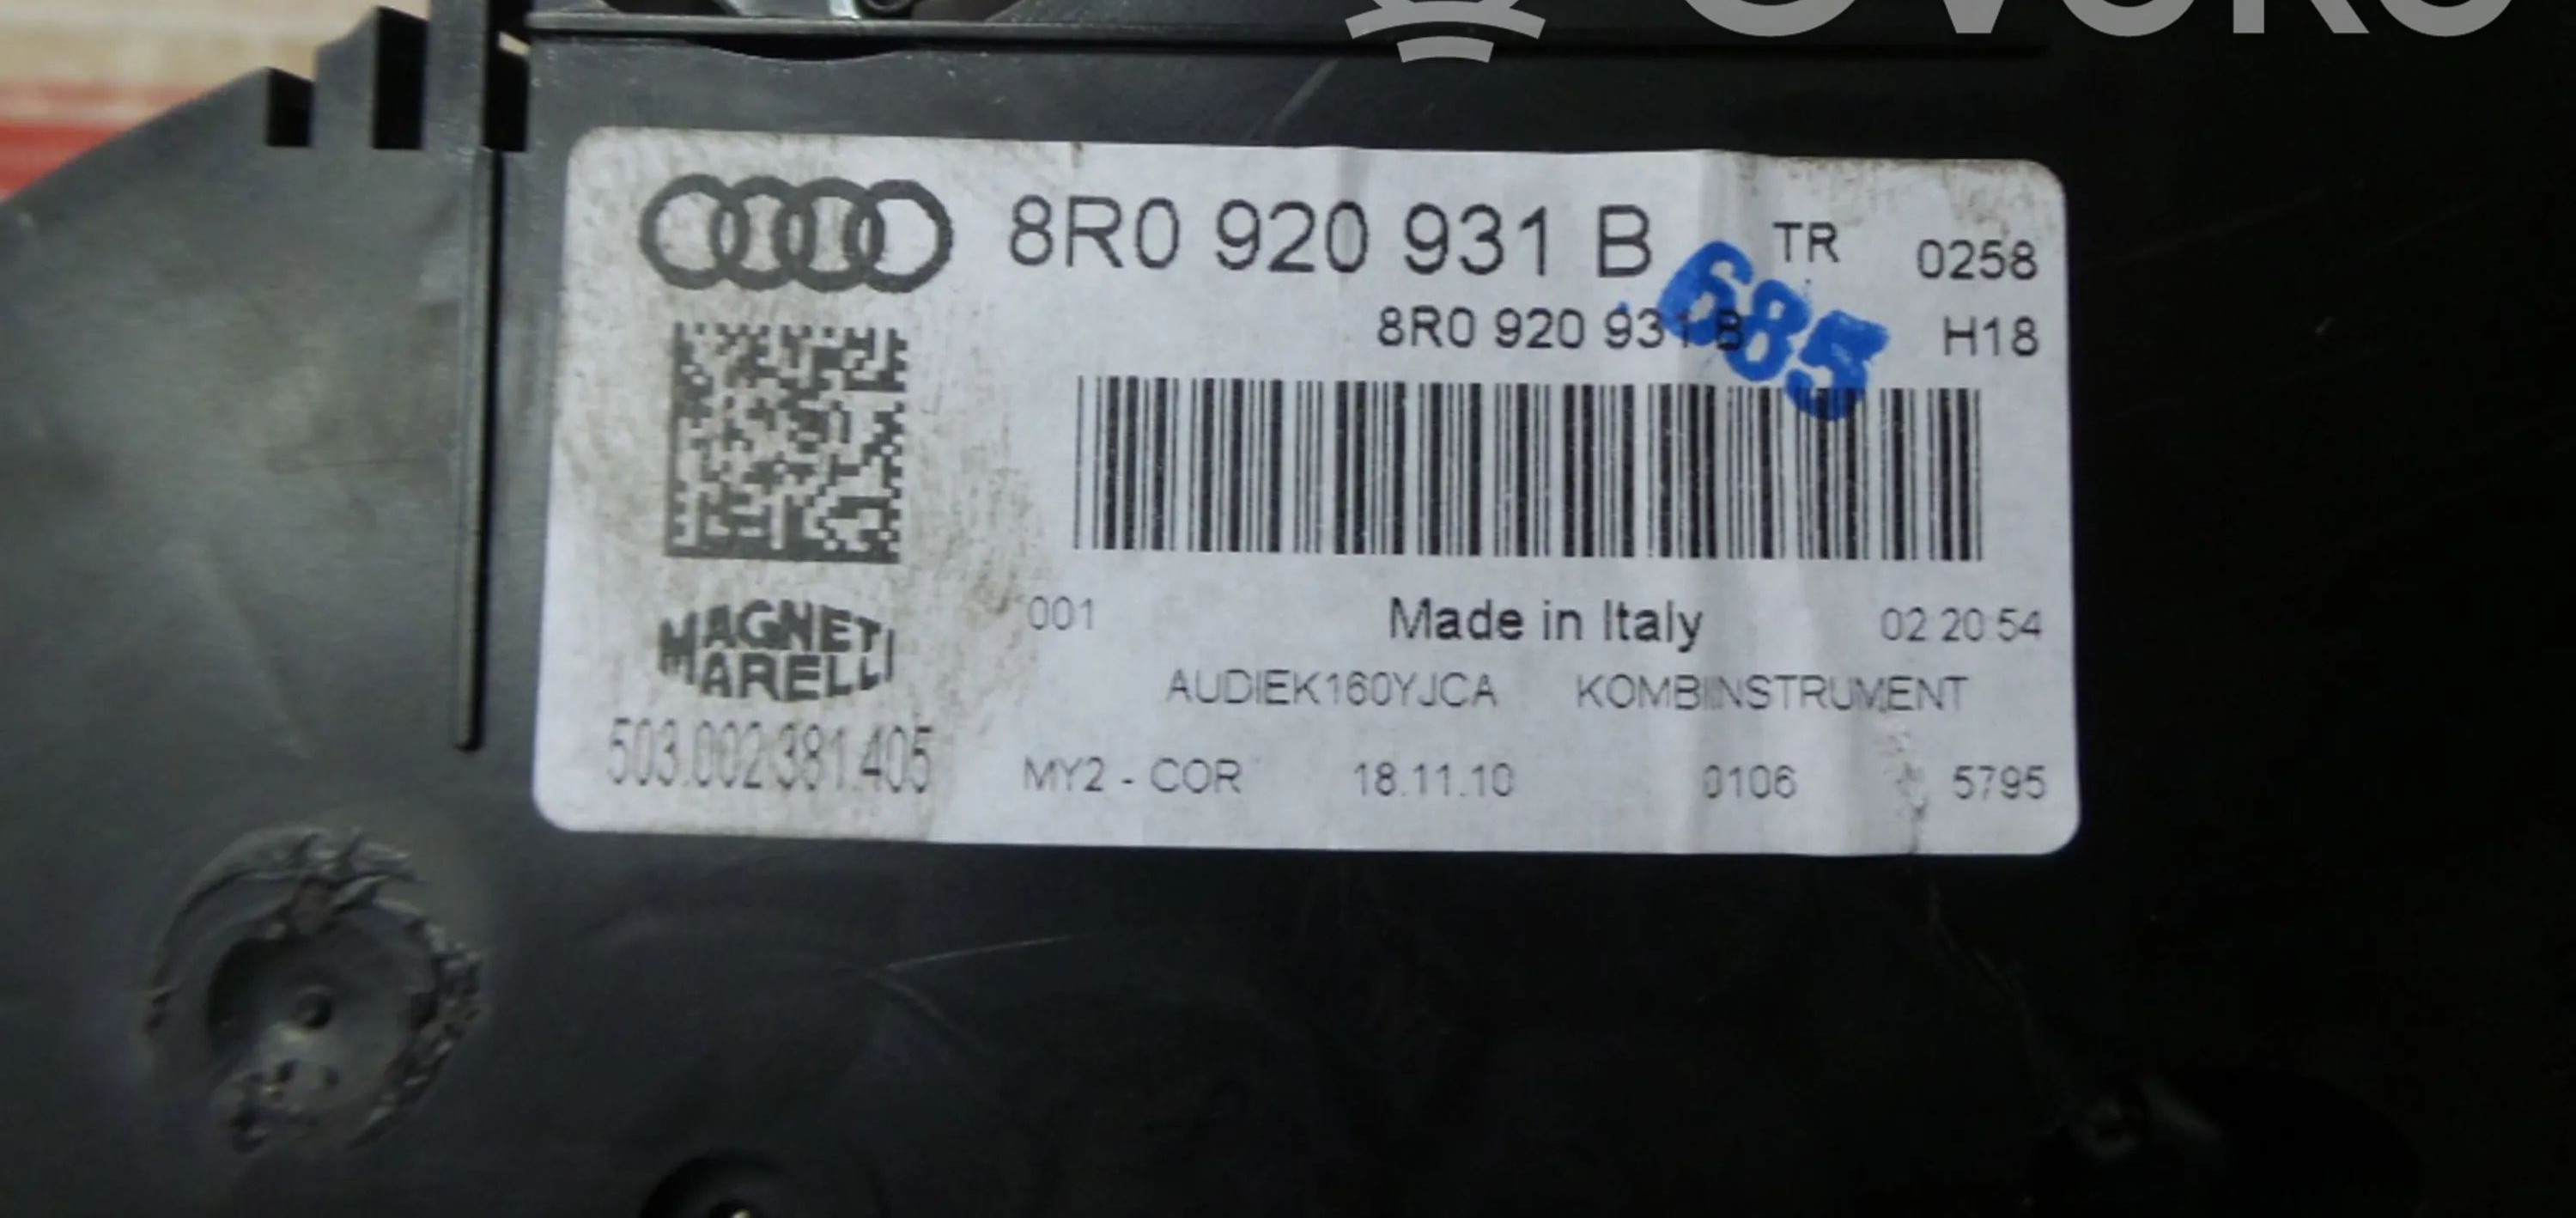 8R0 920 931 B TR 0258
685
8R0 920 931 B H18
MAGNETI
MARELLI
001 Made in Italy 02 20 54
AUDIEK160YJCA KOMBIINSTRUMENT
503.002.381.405
MY2 - COR 18.11.10 0106 5795